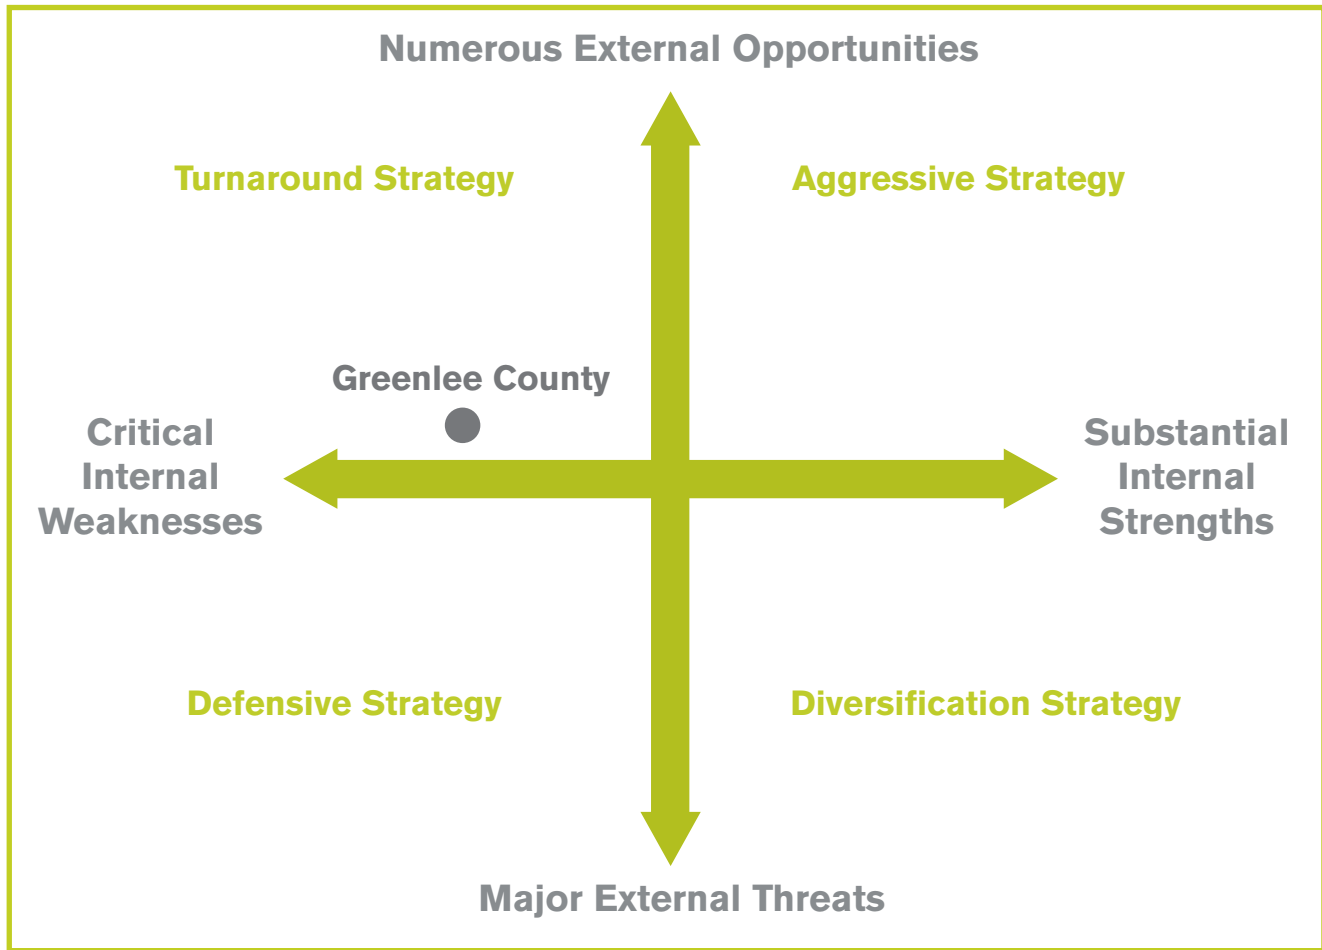 Numerous External Opportunities
Turnaround Strategy
Aggressive Strategy
Greenlee County
Critical
Internal
Weaknesses
Substantial
Internal
Strengths
Defensive Strategy
Diversification Strategy
Major External Threats